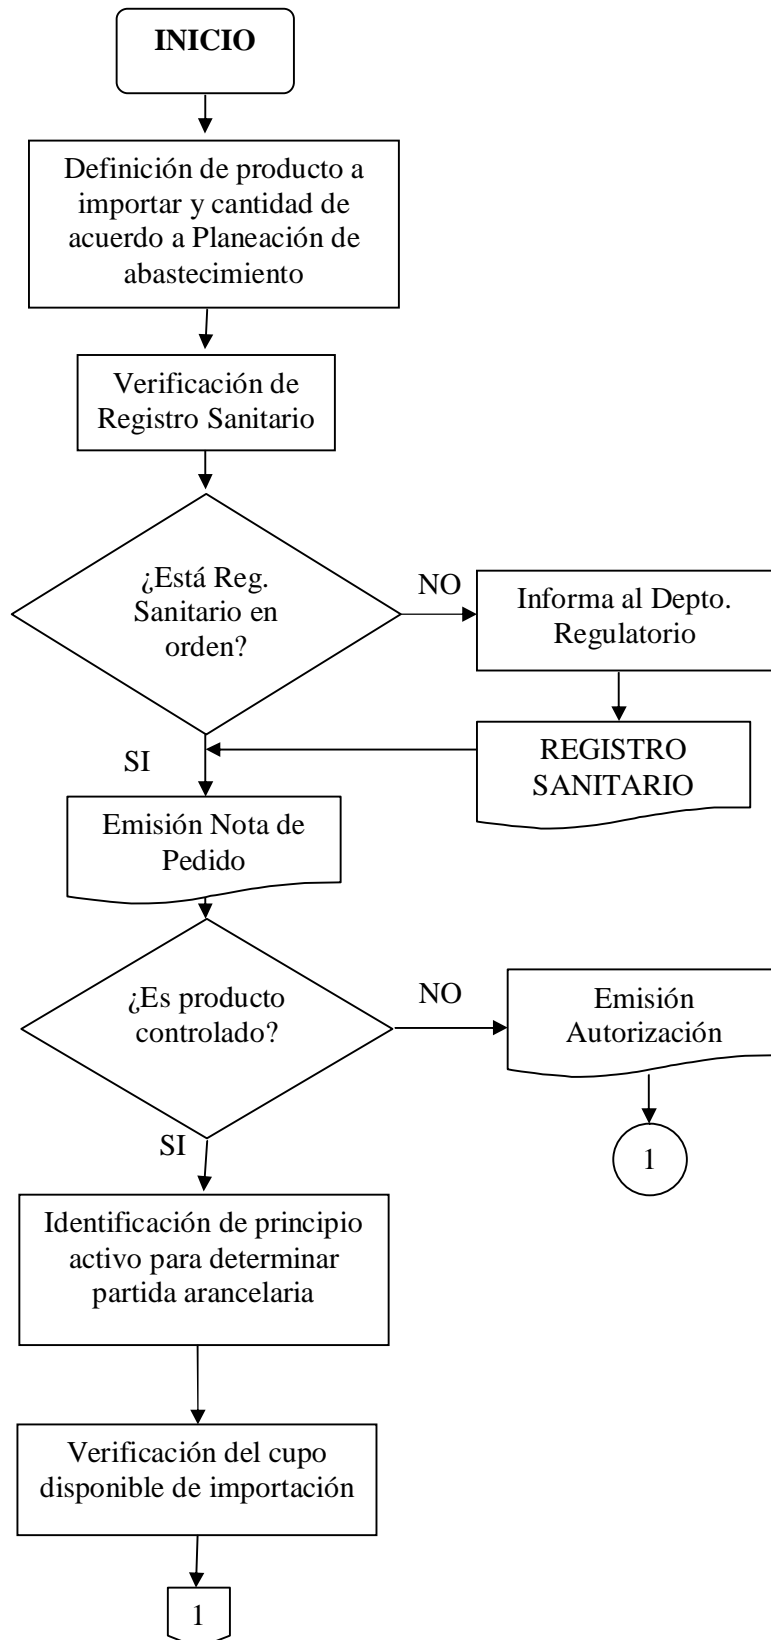 INICIO
Definición de producto a
importar y cantidad de
acuerdo a Planeación de
abastecimiento
Verificación de
Registro Sanitario
¿Está Reg.
Sanitario en
orden?
NO
Informa al Depto.
Regulatorio
REGISTRO
SANITARIO
SI
Emisión Nota de
Pedido
¿Es producto
controlado?
NO
Emisión
Autorización
1
SI
Identificación de principio
activo para determinar
partida arancelaria
Verificación del cupo
disponible de importación
1